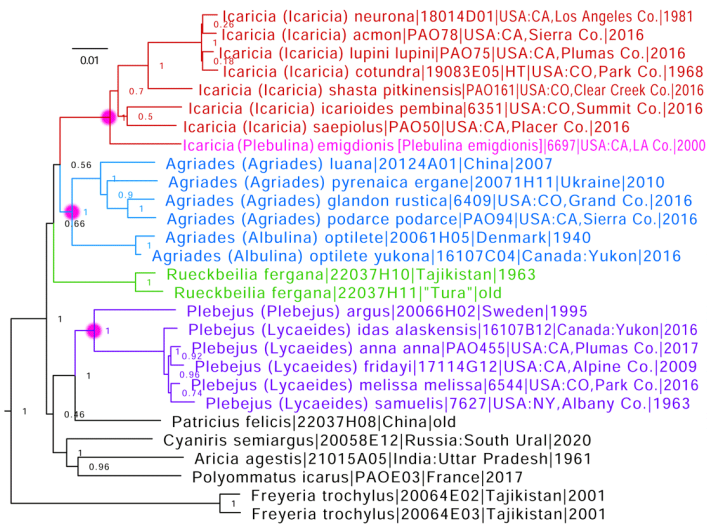 Icaricia (Icaricia) neurona|18014D01|USA:CA,Los Angeles Co.|1981
0.26
Icaricia (Icaricia) acmon|PAO78|USA:CA,Sierra Co.|2016
1
Icaricia (Icaricia) lupini lupini|PAO75|USA:CA,Plumas Co.|2016
0.01
0.18
1
Icaricia (Icaricia) cotundra|19083E05|HT|USA:CO,Park Co.|1968
0.7
Icaricia (Icaricia) shasta pitkinensis|PAO161|USA:CO,Clear Creek Co.|2016
Icaricia (Icaricia) icarioides pembina|6351|USA:CO,Summit Co.|2016
1
0.5
Icaricia (Icaricia) saepiolus|PAO50|USA:CA,Placer Co.|2016
Icaricia (Plebulina) emigdionis [Plebulina emigdionis]|6697|USA:CA,LA Co.|2000
0.56
Agriades (Agriades) luana|20124A01|China|2007
1
Agriades (Agriades) pyrenaica ergane|20071H11|Ukraine|2010
0.9
Agriades (Agriades) glandon rustica|6409|USA:CO,Grand Co.|2016
1
1
Agriades (Agriades) podarce podarce|PAO94|USA:CA,Sierra Co.|2016
0.66
Agriades (Albulina) optilete|20061H05|Denmark|1940
1
Agriades (Albulina) optilete yukona|16107C04|Canada:Yukon|2016
Rueckbeilia fergana|22037H10|Tajikistan|1963
1
Rueckbeilia fergana|22037H11|"Tura"|old
Plebejus (Plebejus) argus|20066H02|Sweden|1995
1
1
Plebejus (Lycaeides) idas alaskensis|16107B12|Canada:Yukon|2016
Plebejus (Lycaeides) anna anna|PAO455|USA:CA,Plumas Co.|2017
1
0.92
Plebejus (Lycaeides) fridayi|17114G12|USA:CA,Alpine Co.|2009
0.96
1
Plebejus (Lycaeides) melissa melissa|6544|USA:CO,Park Co.|2016
0.74
Plebejus (Lycaeides) samuelis|7627|USA:NY,Albany Co.|1963
0.46
Patricius felicis|22037H08|China|old
Cyaniris semiargus|20058E12|Russia:South Ural|2020
1
Aricia agestis|21015A05|India:Uttar Pradesh|1961
0.96
Polyommatus icarus|PAOE03|France|2017
Freyeria trochylus|20064E02|Tajikistan|2001
1
Freyeria trochylus|20064E03|Tajikistan|2001